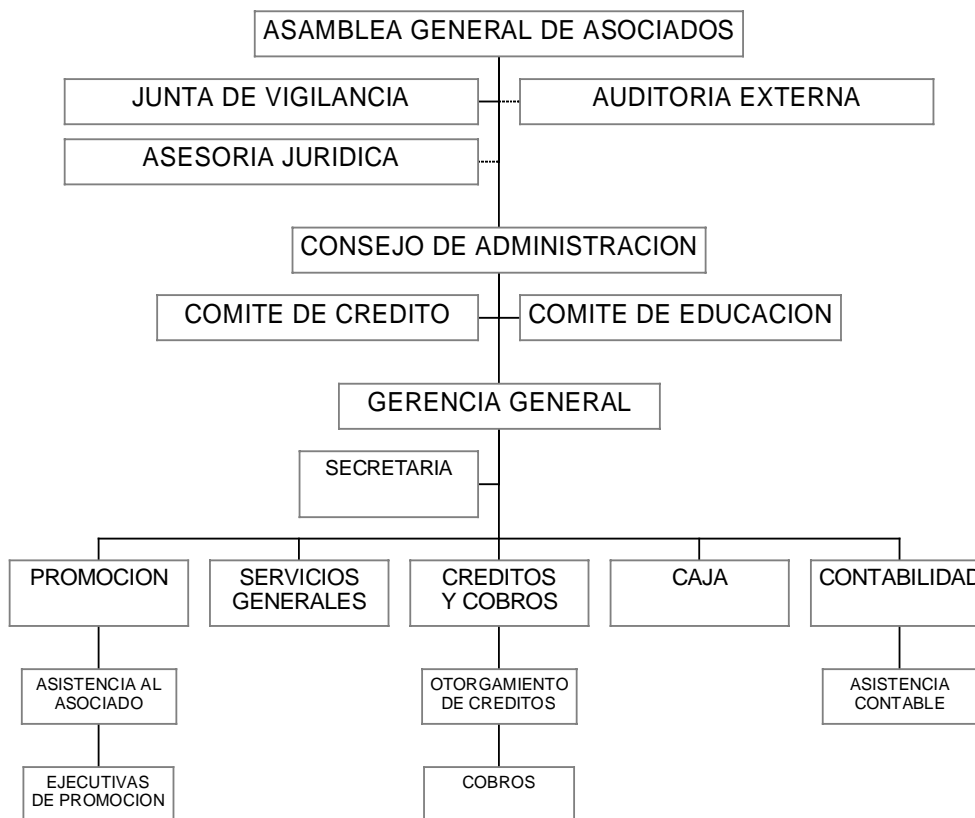 ASAMBLEA GENERAL DE ASOCIADOS
JUNTA DE VIGILANCIA
AUDITORIA EXTERNA
ASESORIA JURIDICA
CONSEJO DE ADMINISTRACION
COMITE DE CREDITO
COMITE DE EDUCACION
GERENCIA GENERAL
SECRETARIA
PROMOCION
SERVICIOS
GENERALES
CREDITOS
Y COBROS
CAJA
CONTABILIDAD
ASISTENCIA AL
ASOCIADO
OTORGAMIENTO
DE CREDITOS
ASISTENCIA
CONTABLE
EJECUTIVAS
DE PROMOCION
COBROS